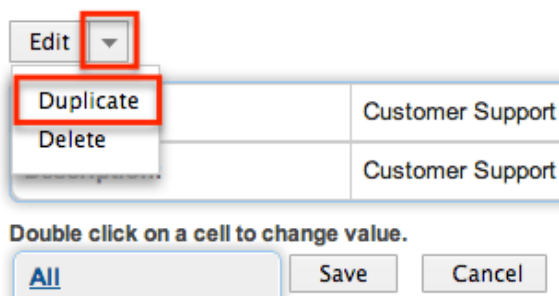 Edit
Duplicate
Customer Support
Delete
Customer Support
Double click on a cell to change value.
All Save Cancel